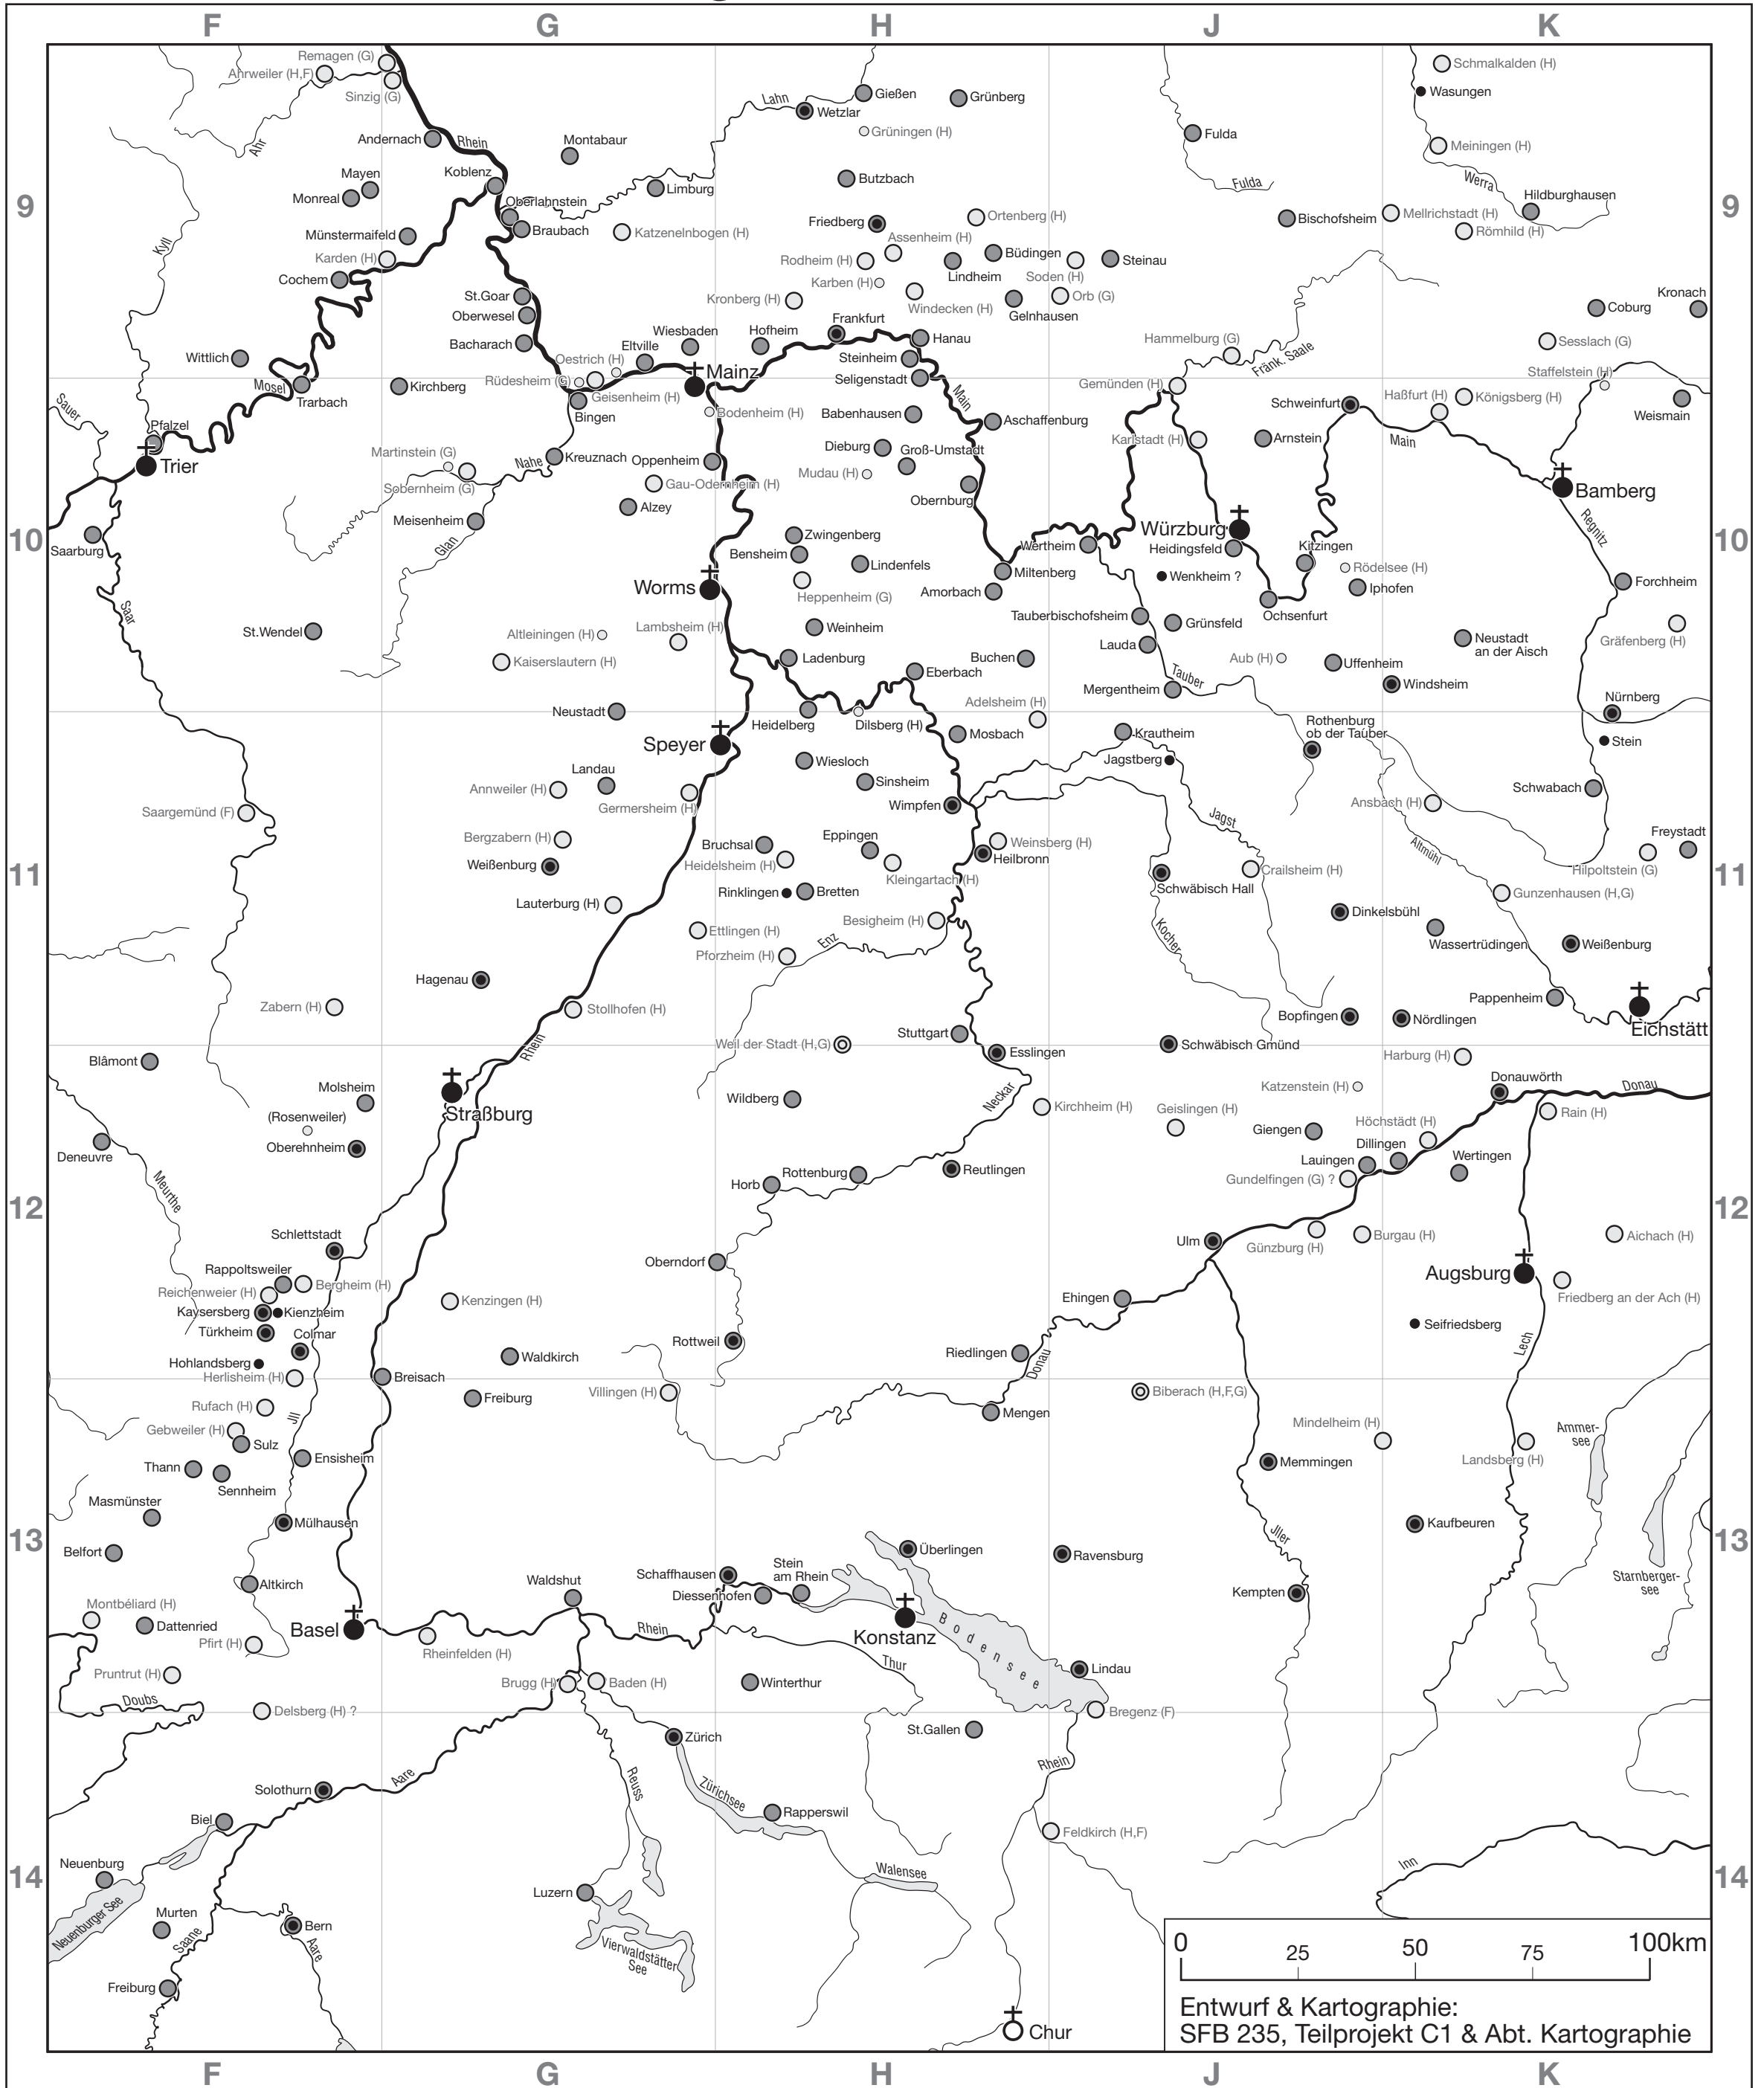 F G H J K
Remagen (G)
Ahrweiler (H,F)
Sinzig (G)
Ahr
Andernach
Rhein
Montabaur
Lahn
Wetzlar
Gießen
Grünberg
Grüningen (H)
Fulda
Schmalkalden (H)
Wasungen
Meiningen (H)
Werra
Koblenz
Mayen
Monreal
Limburg
Butzbach
Fulda
Hildburghausen
9
9
Oberlahnstein
Braubach
Katzenelnbogen (H)
Friedberg
Ortenberg (H)
Bischofsheim
Mellrichstadt (H)
Römhild (H)
Münstermaifeld
Kyll
Karden (H)
Cochem
Assenheim (H)
Rodheim (H)
Büdingen
Lindheim
Soden (H)
Steinau
Karben (H)
Kronberg (H)
Windecken (H)
Gelnhausen
Orb (G)
St.Goar
Oberwesel
Bacharach
Coburg
Kronach
Wittlich
Wiesbaden
Hofheim
Frankfurt
Hanau
Hammelburg (G)
Sesslach (G)
Eltville
Oestrich (H)
Steinheim
Fränk. Saale
Rüdesheim (G)
Geisenheim (H)
Mainz
Seligenstadt
Gemünden (H)
Staffelstein (H)
Mosel
Trarbach
Kirchberg
Sauer
Bingen
Bodenheim (H)
Babenhausen
Main
Aschaffenburg
Schweinfurt
Haßfurt (H)
Königsberg (H)
Weismain
Pfalzel
Trier
Martinstein (G)
Sobernheim (G)
Nahe
Kreuznach
Oppenheim
Dieburg
Groß-Umstadt
Karlstadt (H)
Arnstein
Main
Gau-Odernheim (H)
Mudau (H)
Obernburg
Bamberg
Meisenheim
Alzey
Glan
Saarburg
10
10
Zwingenberg
Bensheim
Lindenfels
Würzburg
Heidingsfeld
Wertheim
Kitzingen
Regnitz
Heppenheim (G)
Worms
Miltenberg
Amorbach
Wenkheim ?
Rödelsee (H)
Iphofen
Forchheim
Saar
St.Wendel
Altleiningen (H)
Lambsheim (H)
Weinheim
Tauberbischofsheim
Grünsfeld
Ochsenfurt
Kaiserslautern (H)
Ladenburg
Buchen
Lauda
Aub (H)
Uffenheim
Neustadt
an der Aisch
Gräfenberg (H)
Eberbach
Mergentheim
Tauber
Windsheim
Neustadt
Heidelberg
Dilsberg (H)
Adelsheim (H)
Nürnberg
Speyer
Mosbach
Krautheim
Rothenburg
ob der Tauber
Stein
Jagstberg
Wiesloch
Sinsheim
Landau
Annweiler (H)
Germersheim (H)
Wimpfen
Schwabach
Saargemünd (F)
Jagst
Ansbach (H)
Bergzabern (H)
Weißenburg
Bruchsal
Heidelsheim (H)
Eppingen
Kleingartach (H)
Weinsberg (H)
Heilbronn
Altmühl
Freystadt
Hilpoltstein (G)
11
11
Lauterburg (H)
Rinklingen
Bretten
Schwäbisch Hall
Crailsheim (H)
Gunzenhausen (H,G)
Dinkelsbühl
Ettlingen (H)
Besigheim (H)
Enz
Pforzheim (H)
Kocher
Wassertrüdingen
Weißenburg
Hagenau
Zabern (H)
Stollhofen (H)
Pappenheim
Eichstätt
Bopfingen
Nördlingen
Stuttgart
Weil der Stadt (H,G)
Esslingen
Schwäbisch Gmünd
Harburg (H)
Rhein
Blâmont
Molsheim
(Rosenweiler)
Straßburg
Oberehnheim
Wildberg
Neckar
Kirchheim (H)
Katzenstein (H)
Donauwörth
Donau
Geislingen (H)
Rain (H)
Giengen
Höchstädt (H)
Dillingen
Deneuvre
Lauingen
Wertingen
Gundelfingen (G) ?
Meurthe
Rottenburg
Reutlingen
Horb
12
12
Schlettstadt
Ulm
Günzburg (H)
Burgau (H)
Aichach (H)
Rappoltsweiler
Bergheim (H)
Reichenweier (H)
Oberndorf
Augsburg
Friedberg an der Ach (H)
Kaysersberg
Kienzheim
Kenzingen (H)
Ehingen
Türkheim
Colmar
Rottweil
Seifriedsberg
Lech
Hohlandsberg
Herlisheim (H)
Waldkirch
Riedlingen
Donau
Breisach
Freiburg
Villingen (H)
Biberach (H,F,G)
Rufach (H)
Ill
Mengen
Gebweiler (H)
Sulz
Mindelheim (H)
Ammer-
see
Thann
Sennheim
Ensisheim
Memmingen
Landsberg (H)
Masmünster
Mülhausen
13
13
Belfort
Jller
Kaufbeuren
Überlingen
Ravensburg
Altkirch
Waldshut
Schaffhausen
Stein
am Rhein
Diessenhofen
Kempten
Starnberger-
see
Montbéliard (H)
Dattenried
Pfirt (H)
Basel
Rheinfelden (H)
Rhein
Konstanz
Bodensee
Thur
Pruntrut (H)
Doubs
Delsberg (H) ?
Brugg (H)
Baden (H)
Winterthur
Lindau
Bregenz (F)
St.Gallen
Zürich
Rhein
Solothurn
Aare
Reuss
Zürichsee
Rapperswil
Biel
Feldkirch (H,F)
Neuenburg
14
14
Walensee
Inn
Luzern
Neuenburger See
Murten
Saane
Bern
Aare
Vierwaldstätter
See
Freiburg
Chur
0 25 50 75 100km
Entwurf & Kartographie:
SFB 235, Teilprojekt C1 & Abt. Kartographie
F G H J K